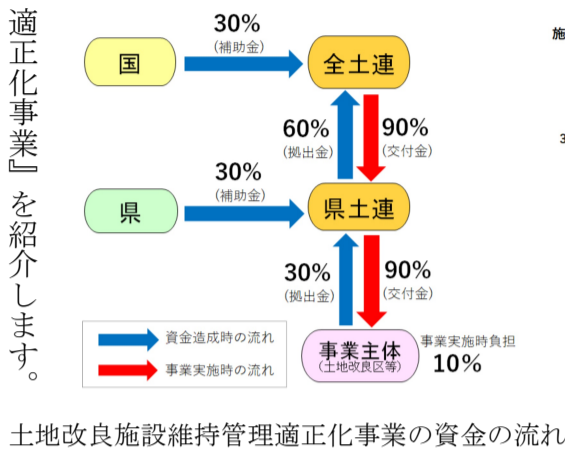 適正化事業』を紹介します。
30%
(補助金)
国
全土連
施
60%
(拠出金)
90%
(交付金)
3
30%
(補助金)
県
県土連
30%
(拠出金)
90%
(交付金)
資金造成時の流れ
事業実施時の流れ
事業主体
(土地改良区等)
事業実施時負担
10%
土地改良施設維持管理適正化事業の資金の流れ